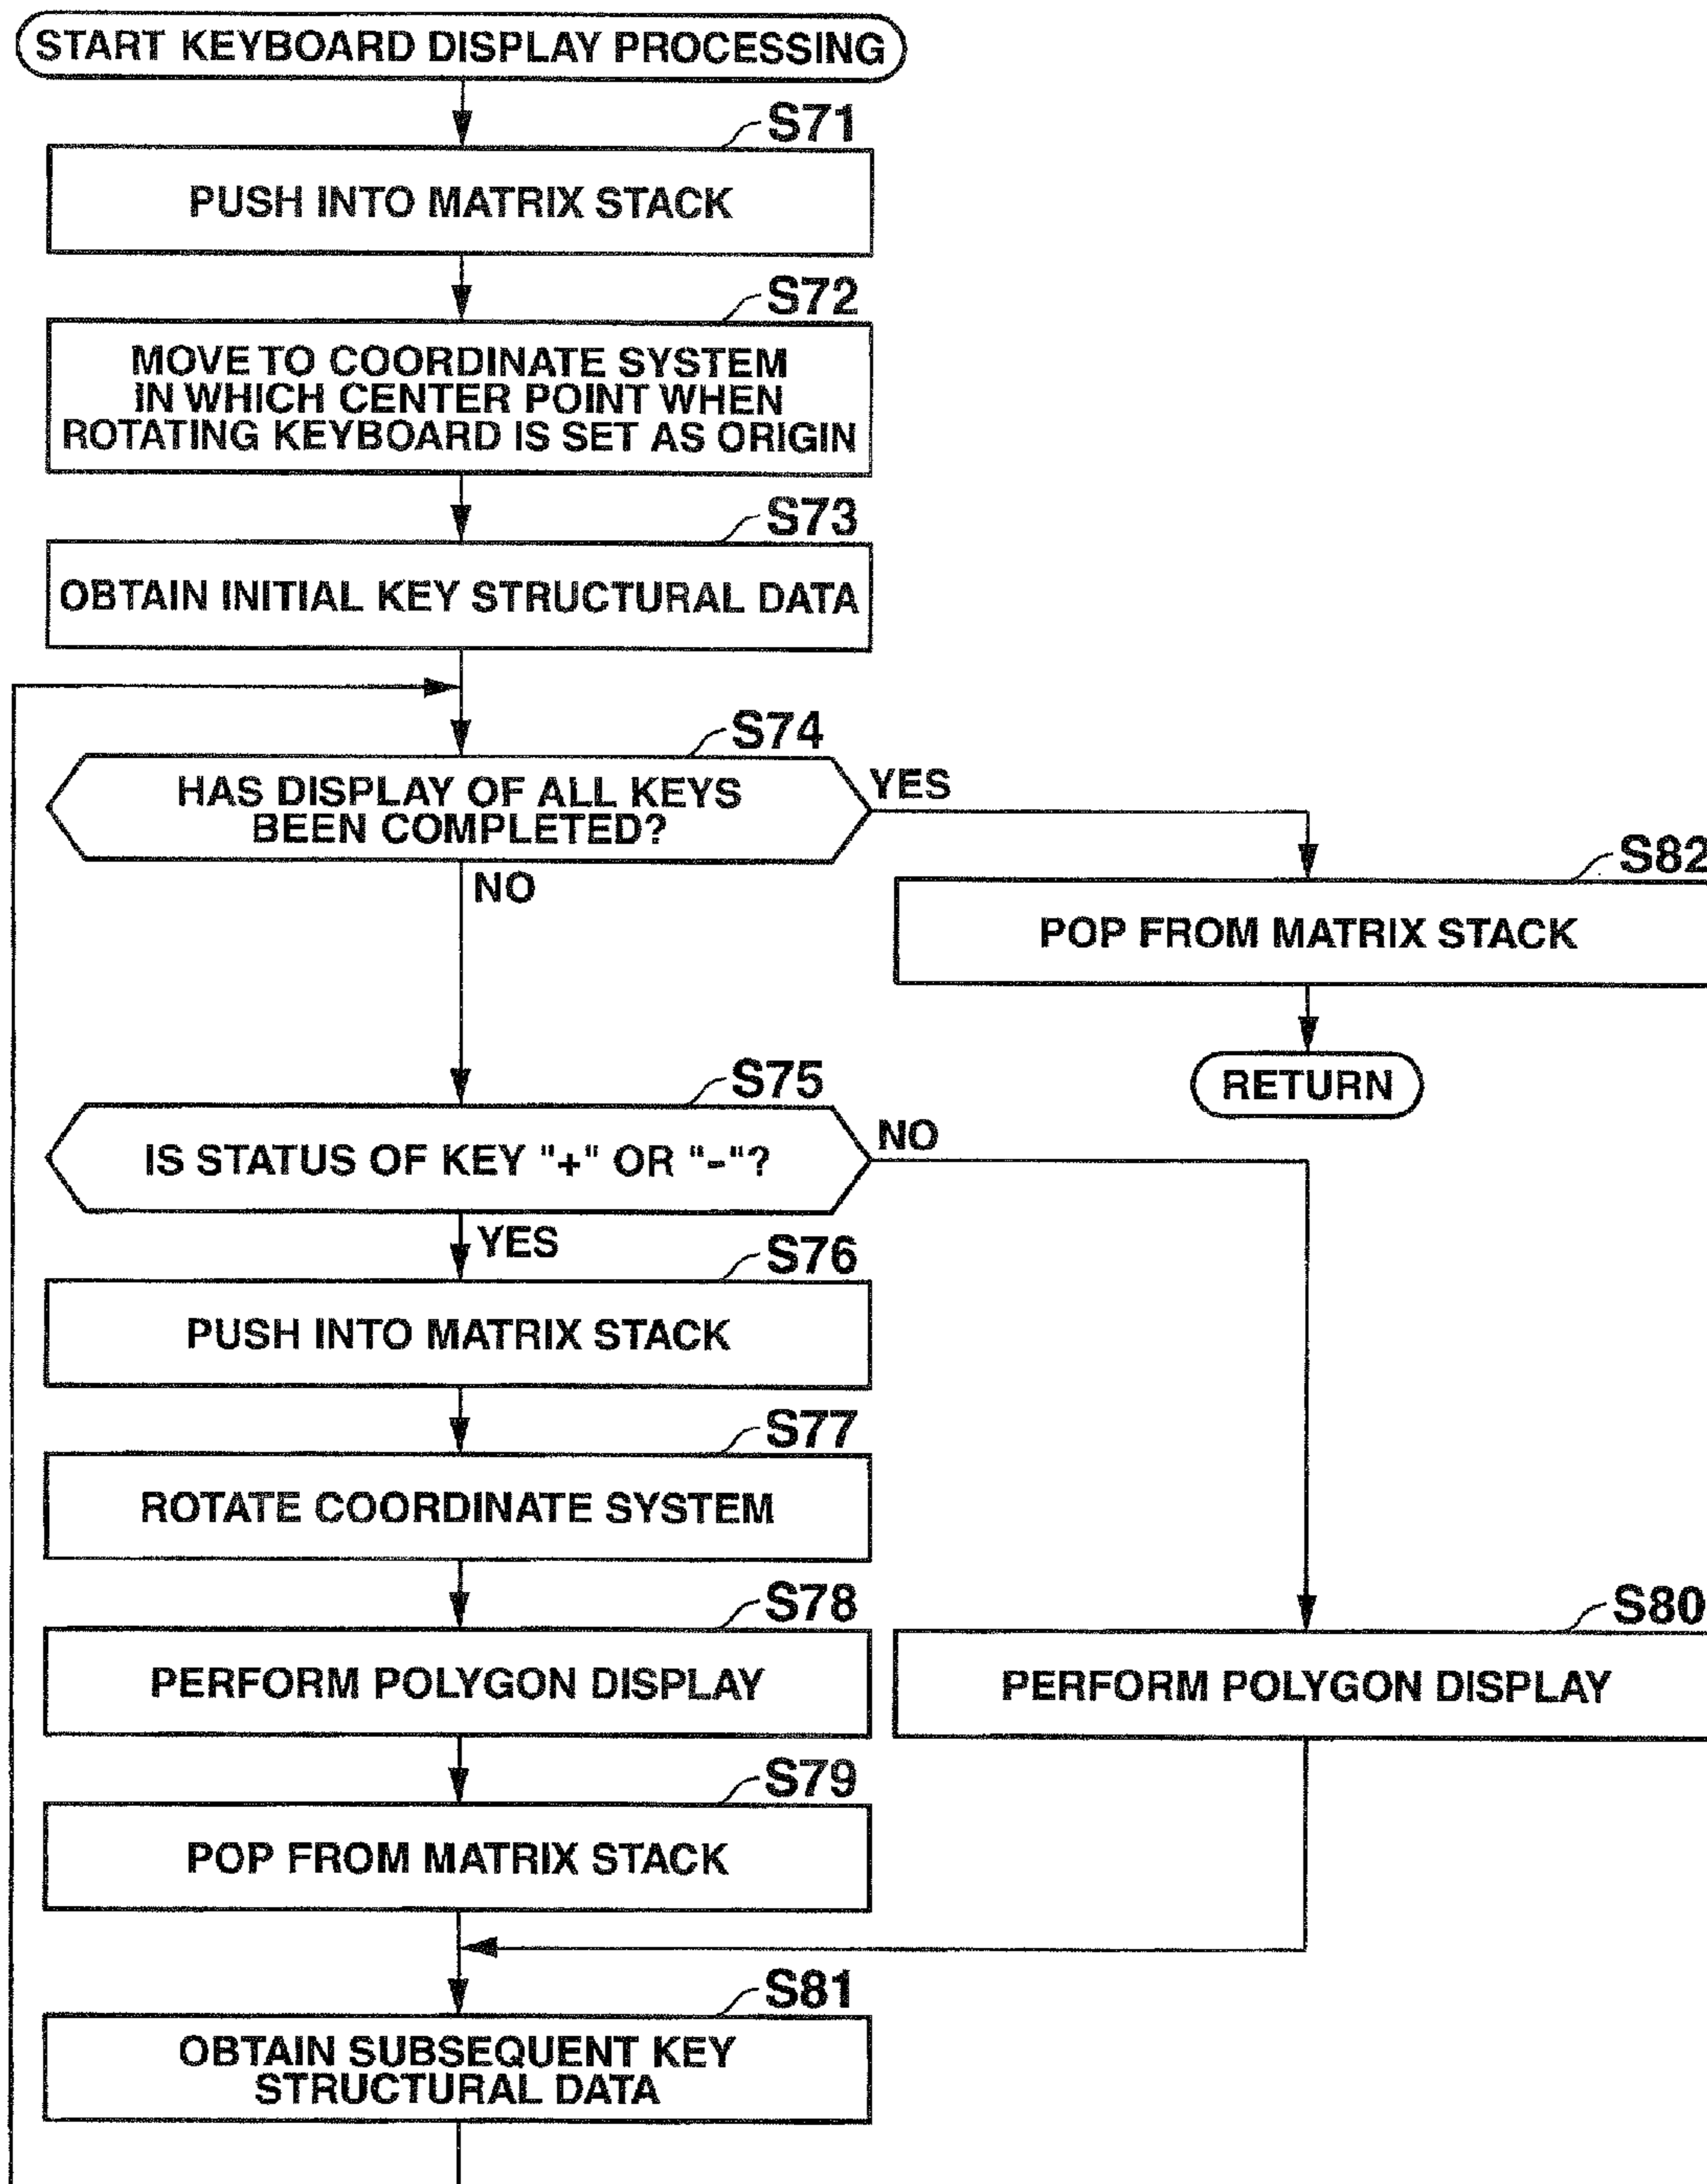 START KEYBOARD DISPLAY PROCESSING
S71
PUSH INTO MATRIX STACK
S72
MOVE TO COORDINATE SYSTEM
IN WHICH CENTER POINT WHEN
ROTATING KEYBOARD IS SET AS ORIGIN
S73
OBTAIN INITIAL KEY STRUCTURAL DATA
S74
HAS DISPLAY OF ALL KEYS
BEEN COMPLETED?
YES
NO
S82
POP FROM MATRIX STACK
RETURN
S75
IS STATUS OF KEY "+" OR "-"?
NO
YES
S76
PUSH INTO MATRIX STACK
S77
ROTATE COORDINATE SYSTEM
S78
PERFORM POLYGON DISPLAY
S80
PERFORM POLYGON DISPLAY
S79
POP FROM MATRIX STACK
S81
OBTAIN SUBSEQUENT KEY
STRUCTURAL DATA